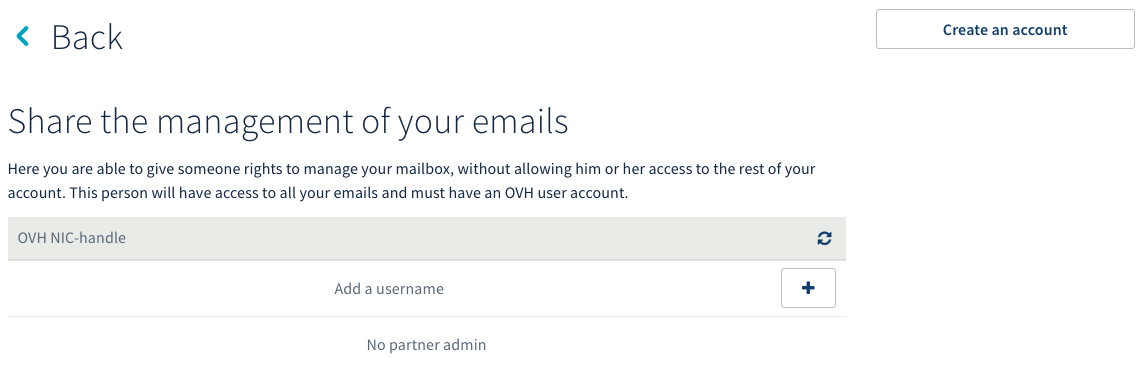 Back
Create an account
Share the management of your emails
Here you are able to give someone rights to manage your mailbox, without allowing him or her access to the rest of your
account. This person will have access to all your emails and must have an OVH user account.
OVH NIC-handle
Add a username
No partner admin